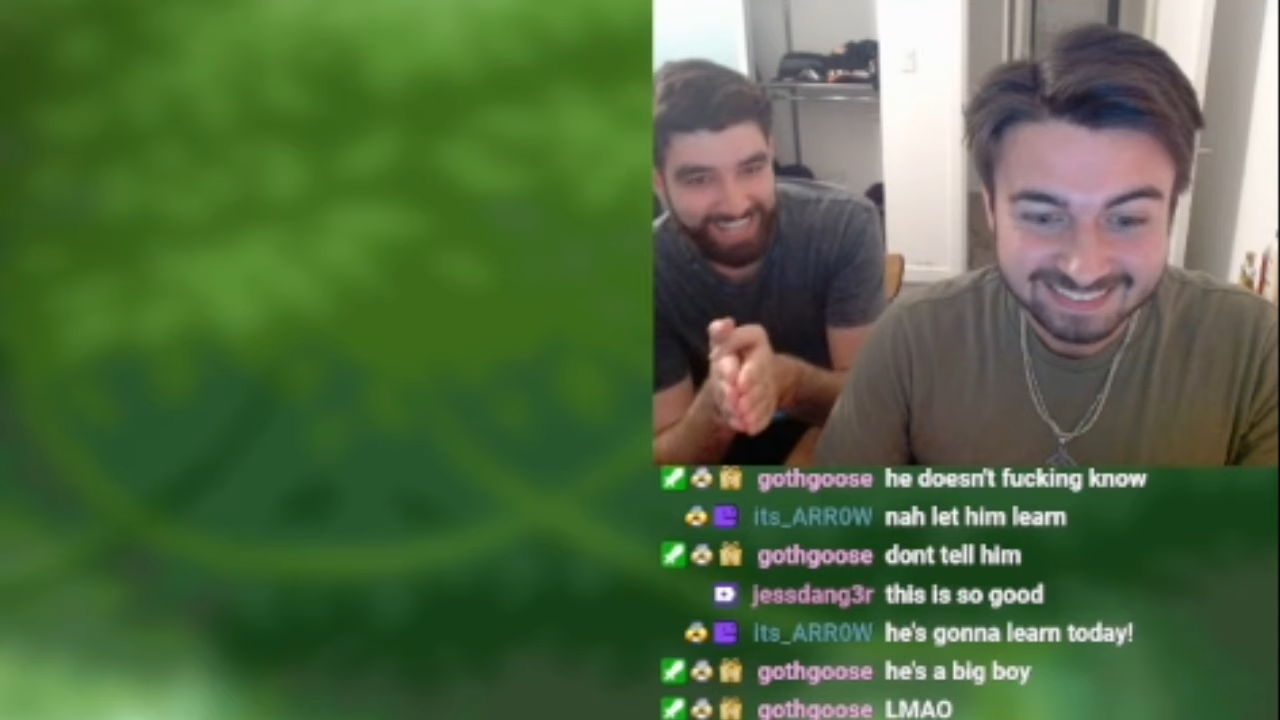 gothgoose he doesn't fucking know
its_ARR0W nah let him learn
gothgoose dont tell him
jessdang3r this is so good
its_ARR0W he's gonna learn today!
gothgoose he's a big boy
gothgoose LMAO